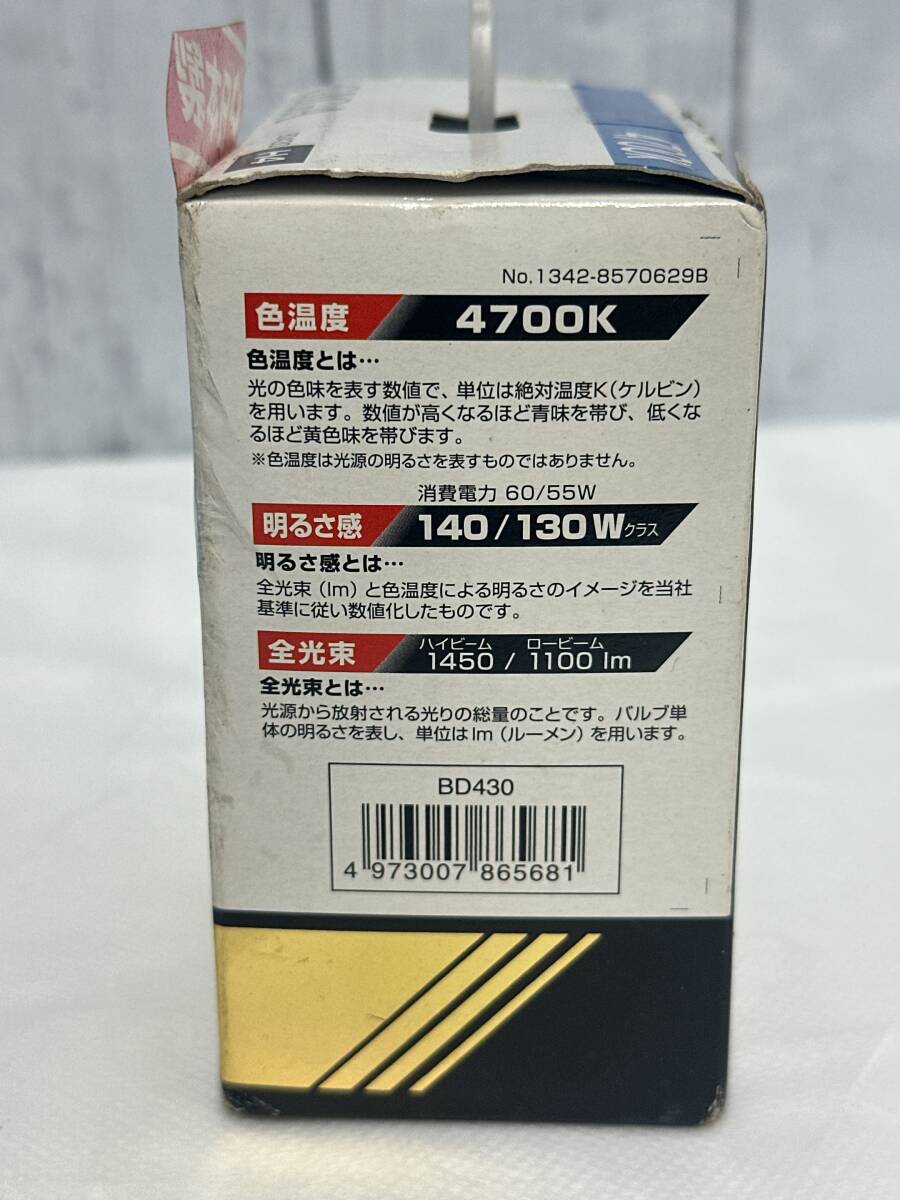 H4
No.1342-8570629B
色温度 4700K
色温度とは…
光の色味を表す数値で、単位は絶対温度K(ケルビン)
を用います。数値が高くなるほど青味を帯び、低くな
るほど黄色味を帯びます。
※色温度は光源の明るさを表すものではありません。
消費電力 60/55W
明るさ感 140/130Wクラス
明るさ感とは…
全光束(lm)と色温度による明るさのイメージを当社
基準に従い数値化したものです。
ハイビーム ロービーム
全光束 1450 / 1100 lm
全光束とは…
光源から放射される光りの総量のことです。バルブ単
体の明るさを表し、単位はlm(ルーメン)を用います。
BD430
4 973007 865681